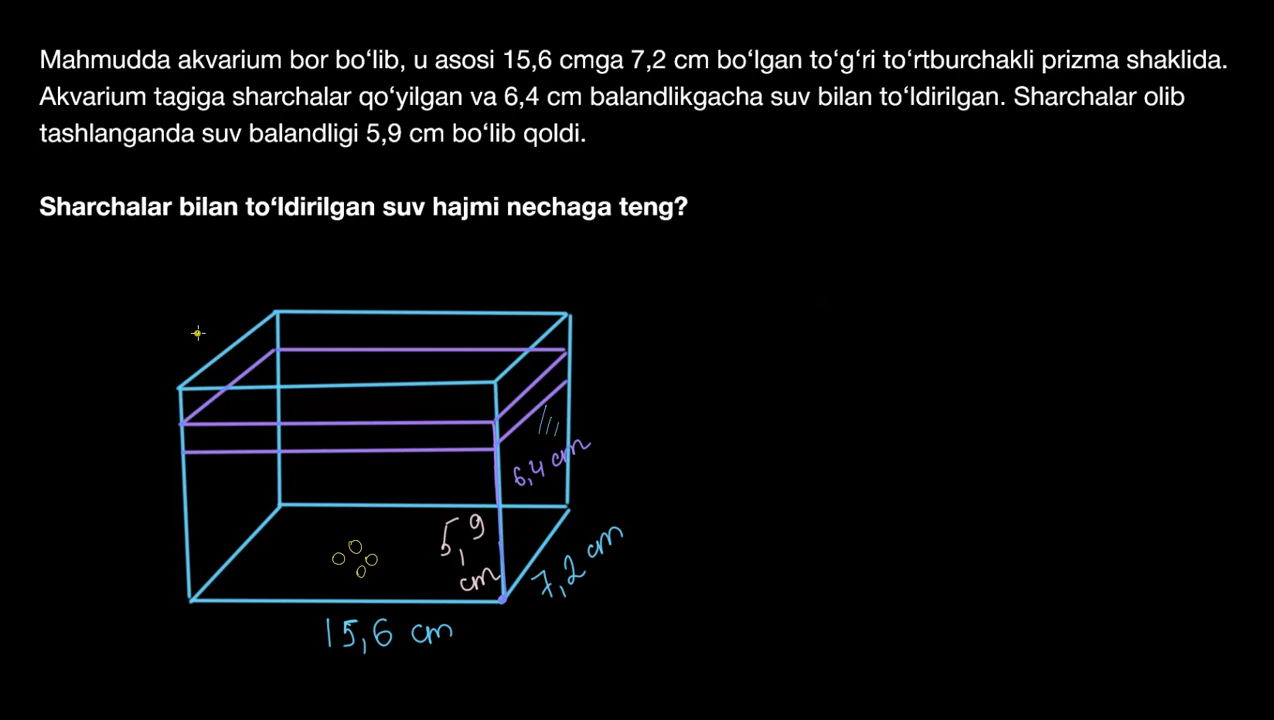 Mahmudda akvarium bor bo‘lib, u asosi 15,6 cmga 7,2 cm bo‘lgan to‘g‘ri to‘rtburchakli prizma shaklida.
Akvarium tagiga sharchalar qo‘yilgan va 6,4 cm balandlikgacha suv bilan to‘ldirilgan. Sharchalar olib
tashlanganda suv balandligi 5,9 cm bo‘lib qoldi.
Sharchalar bilan to‘ldirilgan suv hajmi nechaga teng?
6,4 cm
5,9
cm
7,2 cm
15,6 cm